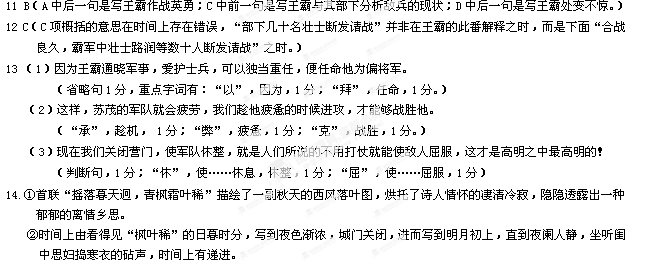 11 B(A 中后一句是写王霸作战英勇；C 中前一句是写王霸与其部下分析敌兵的现状；D 中后一句是写王霸处变不惊。)
12 C(C 项概括的意思在时间上存在错误，“部下几十名壮士断发请战”并非在王霸的此番解释之时，而是下面“合战
良久，霸军中壮士路润等数十人断发请战”之时。)
13 (1)因为王霸通晓军事，爱护士兵，可以独当重任，便任命他为偏将军。
(省略句 1 分，重点字词有：“以”，因为，1 分；“拜”，任命，1 分。)
(2)这样，苏茂的军队就会疲劳，我们趁他疲惫的时候进攻，才能够战胜他。
(“承”，趁机， 1 分；“弊”，疲惫，1 分；“克”，战胜，1 分。)
(3)现在我们关闭营门，使军队休整，就是人们所说的不用打仗就能使敌人屈服，这才是高明之中最高明的!
(判断句，1 分；“休”，使……休息，休整，1 分；“屈”，使……屈服，1 分)
14.①首联“摇落暮天迥，青枫霜叶稀”描绘了一副秋天的西风落叶图，烘托了诗人情怀的凄清冷寂，隐隐透露出一种
郁郁的离情乡思。
②时间上由看得见“枫叶稀”的日暮时分，写到夜色渐浓，城门关闭，进而写到明月初上，直到夜阑人静，坐听闺
中思妇捣寒衣的砧声，时间上有递进。